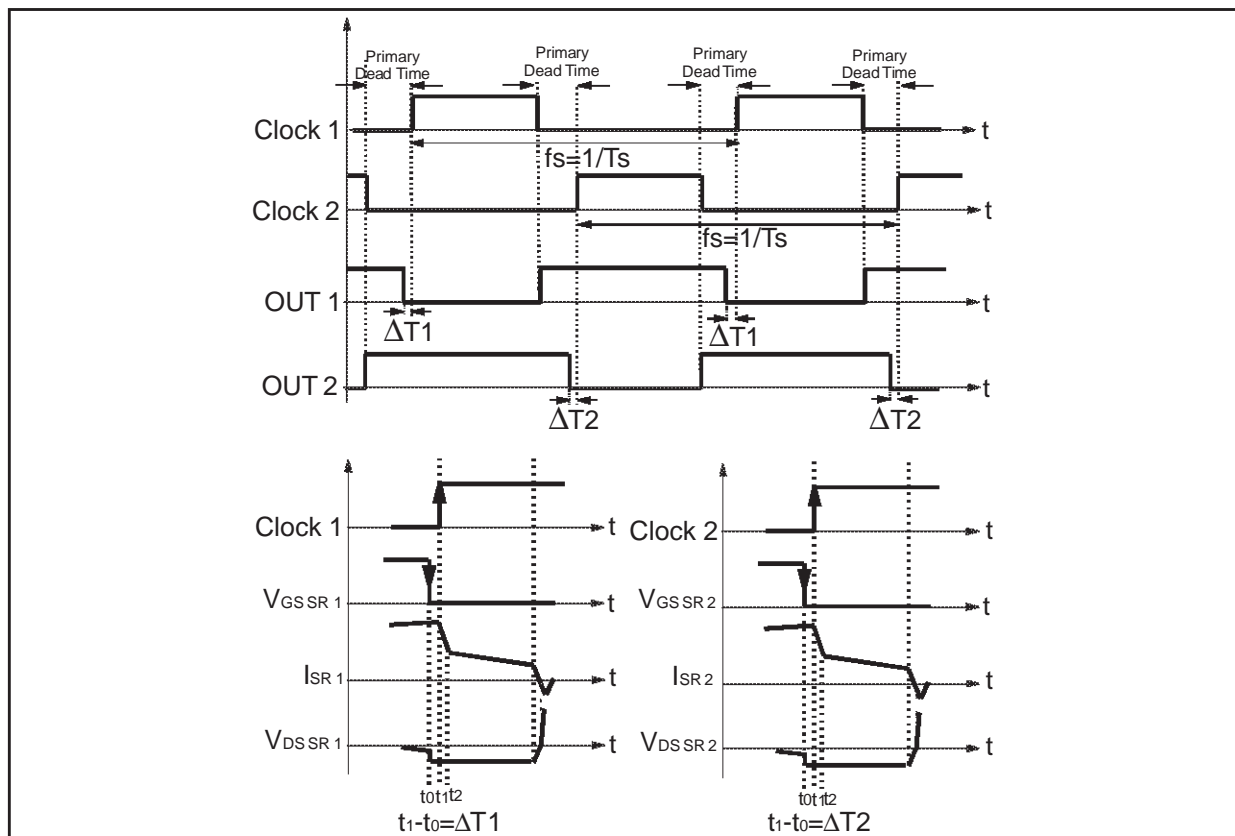 Primary
Dead Time
Primary
Dead Time
Primary
Dead Time
Primary
Dead Time
Clock 1
t
fs=1/Ts
Clock 2
t
fs=1/Ts
OUT 1
t
ΔT1
ΔT1
OUT 2
t
ΔT2
ΔT2
Clock 1
t
VGS SR 1
t
ISR 1
t
VDS SR 1
t
t0t1t2
t1-t0=ΔT1
Clock 2
t
VGS SR 2
t
ISR 2
t
VDS SR 2
t
t0t1t2
t1-t0=ΔT2